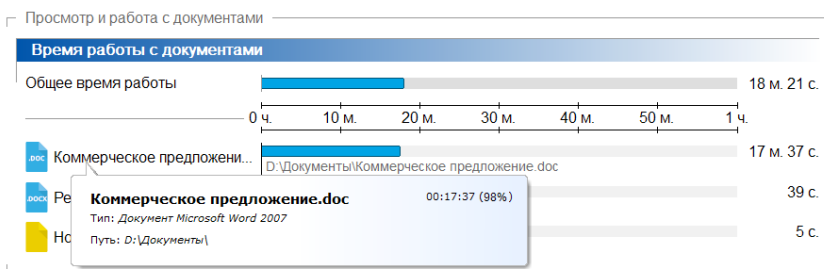 Просмотр и работа с документами
Время работы с документами
Общее время работы 18 м. 21 с.
0 ч. 10 м. 20 м. 30 м. 40 м. 50 м. 1 ч.
.DOC Коммерческое предложени... 17 м. 37 с.
D:\Документы\Коммерческое предложение.doc
.DOCX Ре 39 с.
Коммерческое предложение.doc 00:17:37 (98%)
Тип: Документ Microsoft Word 2007
Но 5 с.
Путь: D:\Документы\